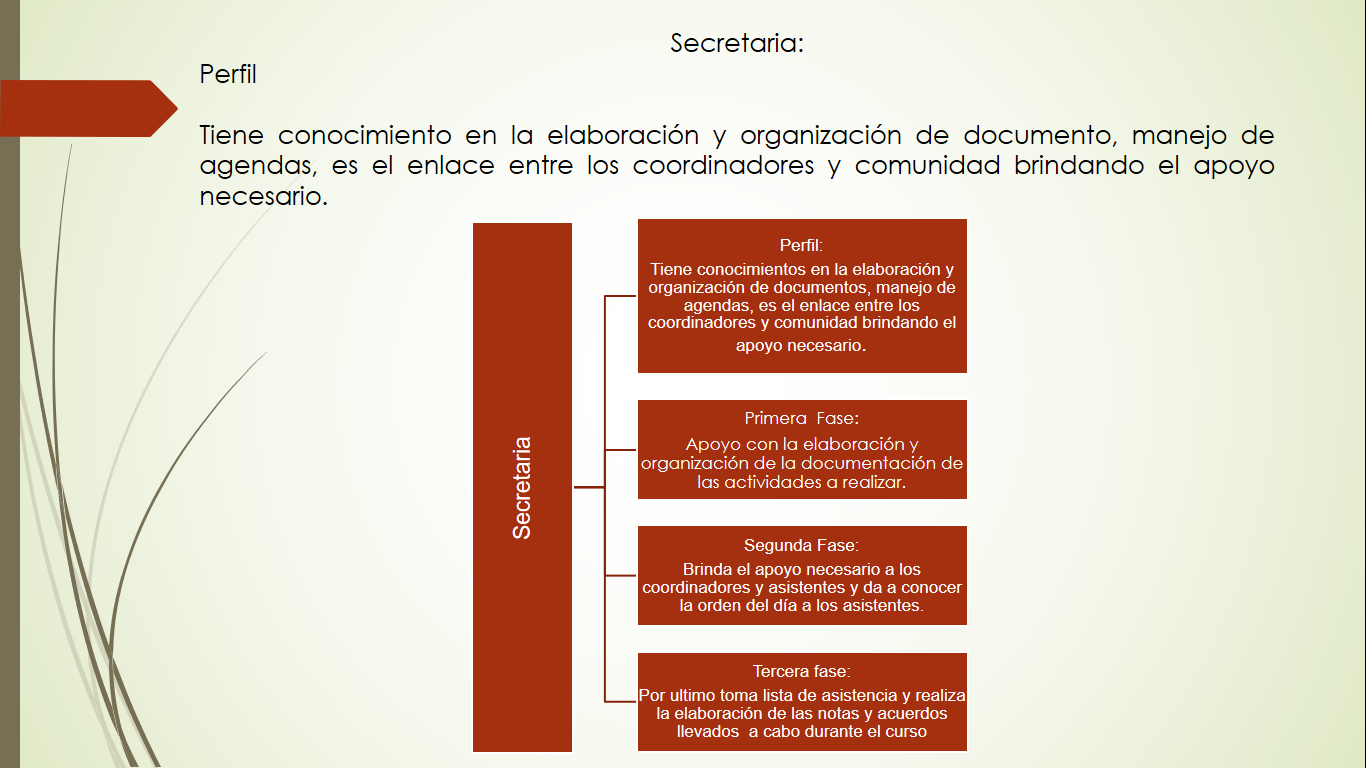 Secretaria:
Perfil
Tiene conocimiento en la elaboración y organización de documento, manejo de
agendas, es el enlace entre los coordinadores y comunidad brindando el apoyo
necesario.
Secretaria
Perfil:
Tiene conocimientos en la elaboración y
organización de documentos, manejo de
agendas, es el enlace entre los
coordinadores y comunidad brindando el
apoyo necesario.
Primera  Fase:
Apoyo con la elaboración y
organización de la documentación de
las actividades a realizar.
Segunda Fase:
Brinda el apoyo necesario a los
coordinadores y asistentes y da a conocer
la orden del día a los asistentes.
Tercera fase:
Por ultimo toma lista de asistencia y realiza
la elaboración de las notas y acuerdos
llevados  a cabo durante el curso